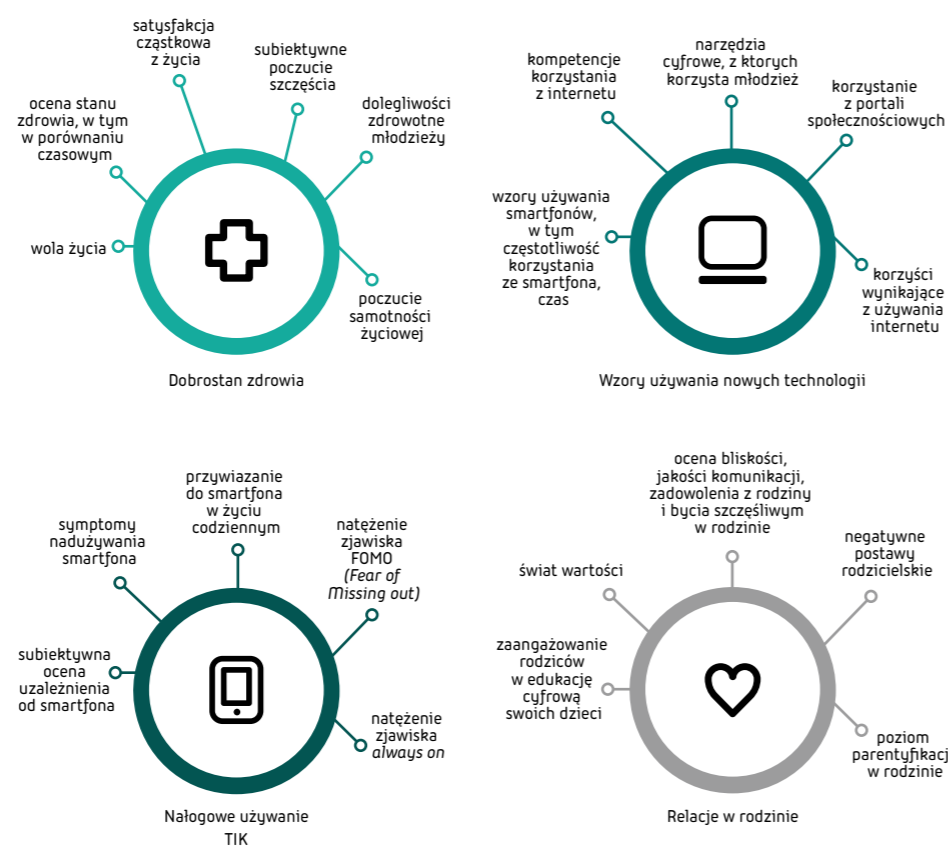 satysfakcja
cząstkowa
z życia
subiektywne
poczucie
szczęścia
ocena stanu
zdrowia, w tym
w porównaniu
czasowym
dolegliwości
zdrowotne
młodzieży
wola życia
poczucie
samotności
życiowej
Dobrostan zdrowia
kompetencje
korzystania
z internetu
narzędzia
cyfrowe, z ktorych
korzysta młodzież
korzystanie
z portali
społecznościowych
wzory używania
smartfonów,
w tym
częstotliwość
korzystania
ze smartfona,
czas
korzyści
wynikające
z używania
internetu
Wzory używania nowych technologii
przywiazanie
do smartfona
w życiu
codziennym
symptomy
nadużywania
smartfona
natężenie
zjawiska
FOMO
(Fear of
Missing out)
subiektywna
ocena
uzależnienia
od smartfona
natężenie
zjawiska
always on
Nałogowe używanie
TIK
ocena bliskości,
jakości komunikacji,
zadowolenia z rodziny
i bycia szczęśliwym
w rodzinie
świat wartości
negatywne
postawy
rodzicielskie
zaangażowanie
rodziców
w edukację
cyfrową
swoich dzieci
poziom
parentyfikacj
w rodzinie
Relacje w rodzinie